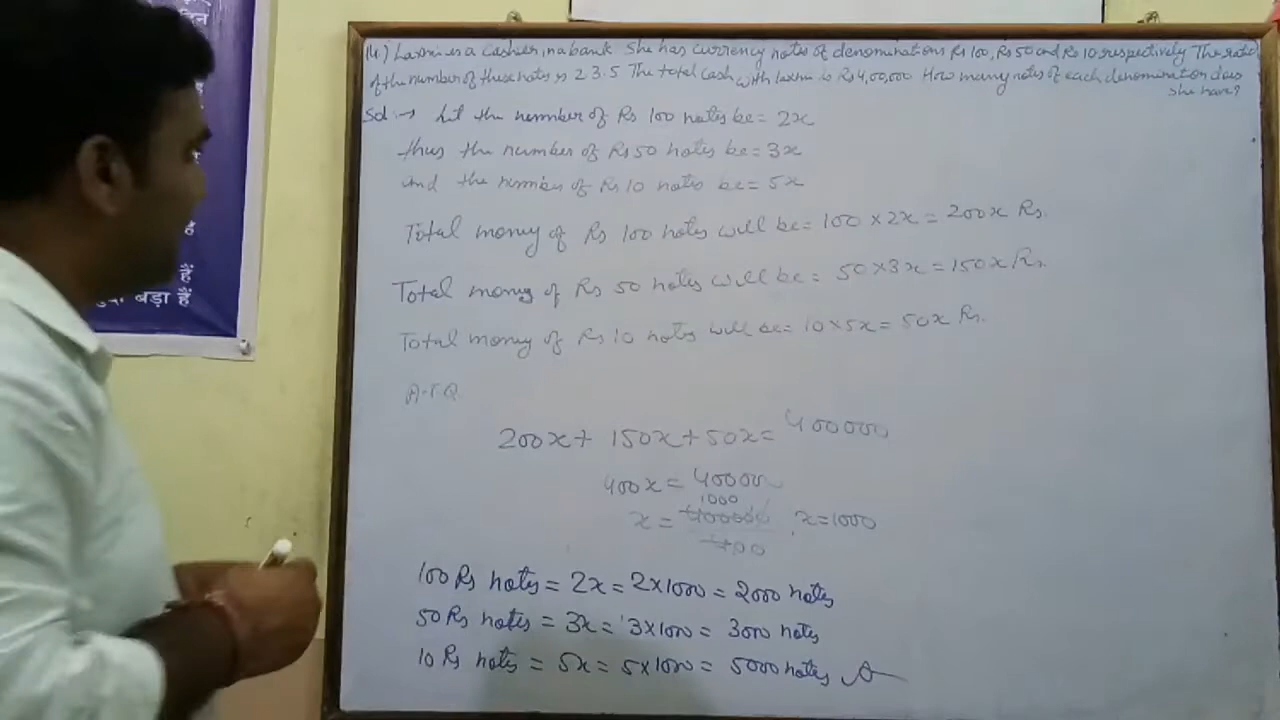 है
हैं
बड़ा हैं
14.) Laxmi is a cashier in a bank She has currency notes of denominations Rs 100, Rs 50 and Rs 10 respectively The ratio
of the number of these notes is 2 3.5 The total cash with laxmi is Rs 4,00,000 How many notes of each denomination does
she have?
Sol :→ Let the number of Rs 100 notes be = 2x
thus the number of Rs 50 notes be = 3x
and the number of Rs 10 notes be = 5x
Total money of Rs 100 notes will be = 100 × 2x = 200x Rs.
Total money of Rs 50 notes will be = 50 × 3x = 150x Rs.
Total money of Rs 10 notes will be = 10 × 5x = 50x Rs.
A.T.Q
200x + 150x + 50x = 400000
400x = 400000
1000
x = 400000 x = 1000
400
100 Rs notes = 2x = 2×1000 = 2000 notes
50 Rs notes = 3x = 3×1000 = 3000 notes
10 Rs notes = 5x = 5×1000 = 5000 notes A